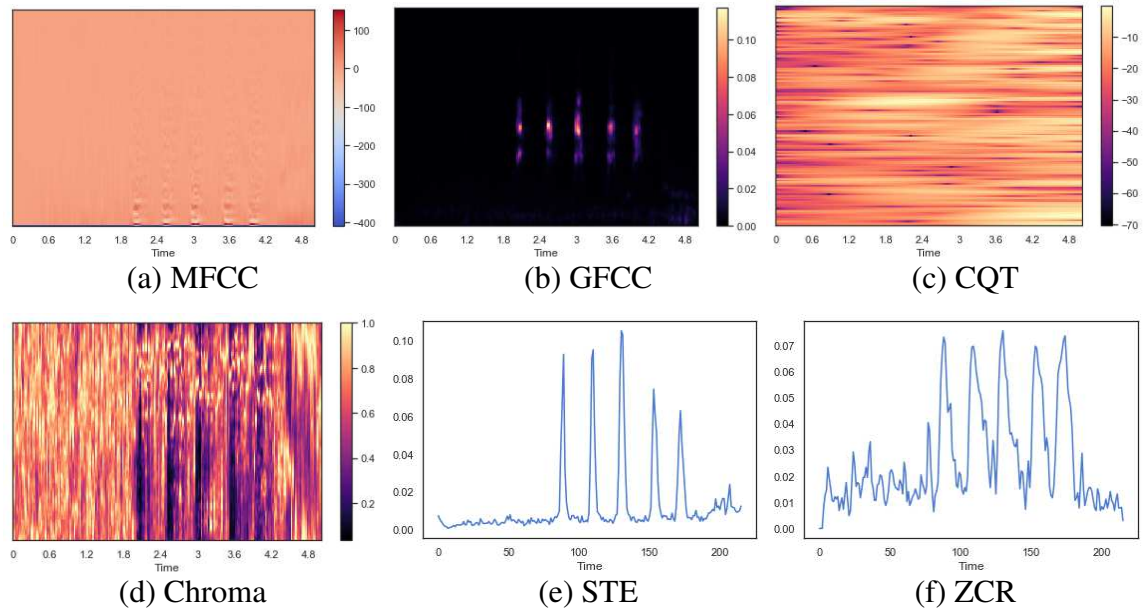 100
0
−100
−200
−300
−400
0 0.6 1.2 1.8 2.4 3 3.6 4.2 4.8
Time
(a) MFCC
0.10
0.08
0.06
0.04
0.02
0.00
0 0.6 1.2 1.8 2.4 3 3.6 4.2 4.8
Time
(b) GFCC
−10
−20
−30
−40
−50
−60
−70
0 0.6 1.2 1.8 2.4 3 3.6 4.2 4.8
Time
(c) CQT
1.0
0.8
0.6
0.4
0.2
0 0.6 1.2 1.8 2.4 3 3.6 4.2 4.8
Time
(d) Chroma
0.10
0.08
0.06
0.04
0.02
0.00
0 50 100 150 200
Time
(e) STE
0.07
0.06
0.05
0.04
0.03
0.02
0.01
0.00
0 50 100 150 200
Time
(f) ZCR